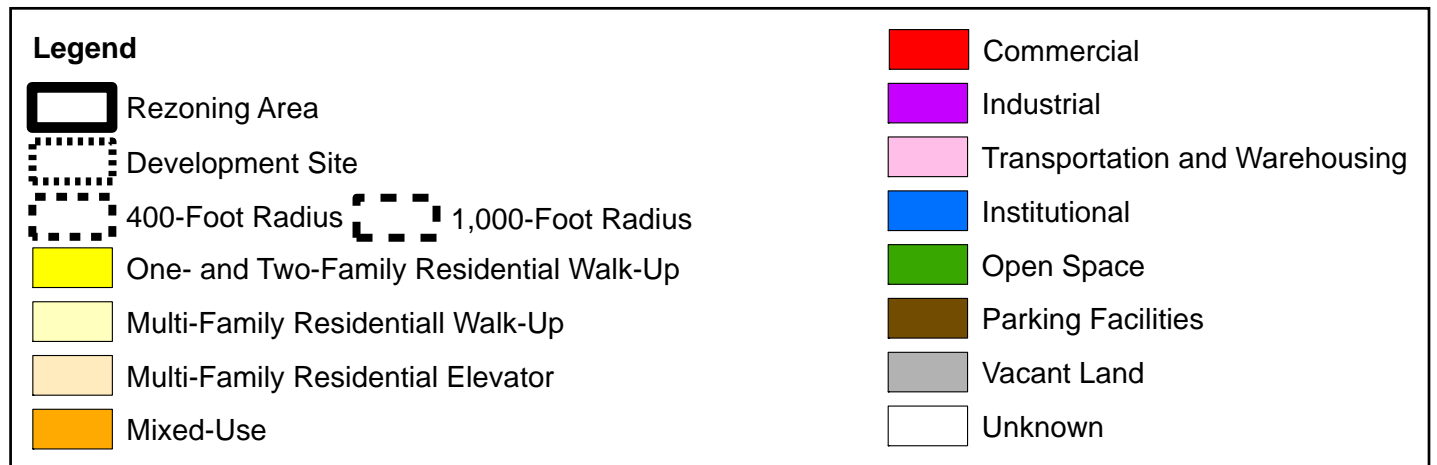 Legend
Rezoning Area
Development Site
400-Foot Radius 1,000-Foot Radius
One- and Two-Family Residential Walk-Up
Multi-Family Residentiall Walk-Up
Multi-Family Residential Elevator
Mixed-Use
Commercial
Industrial
Transportation and Warehousing
Institutional
Open Space
Parking Facilities
Vacant Land
Unknown